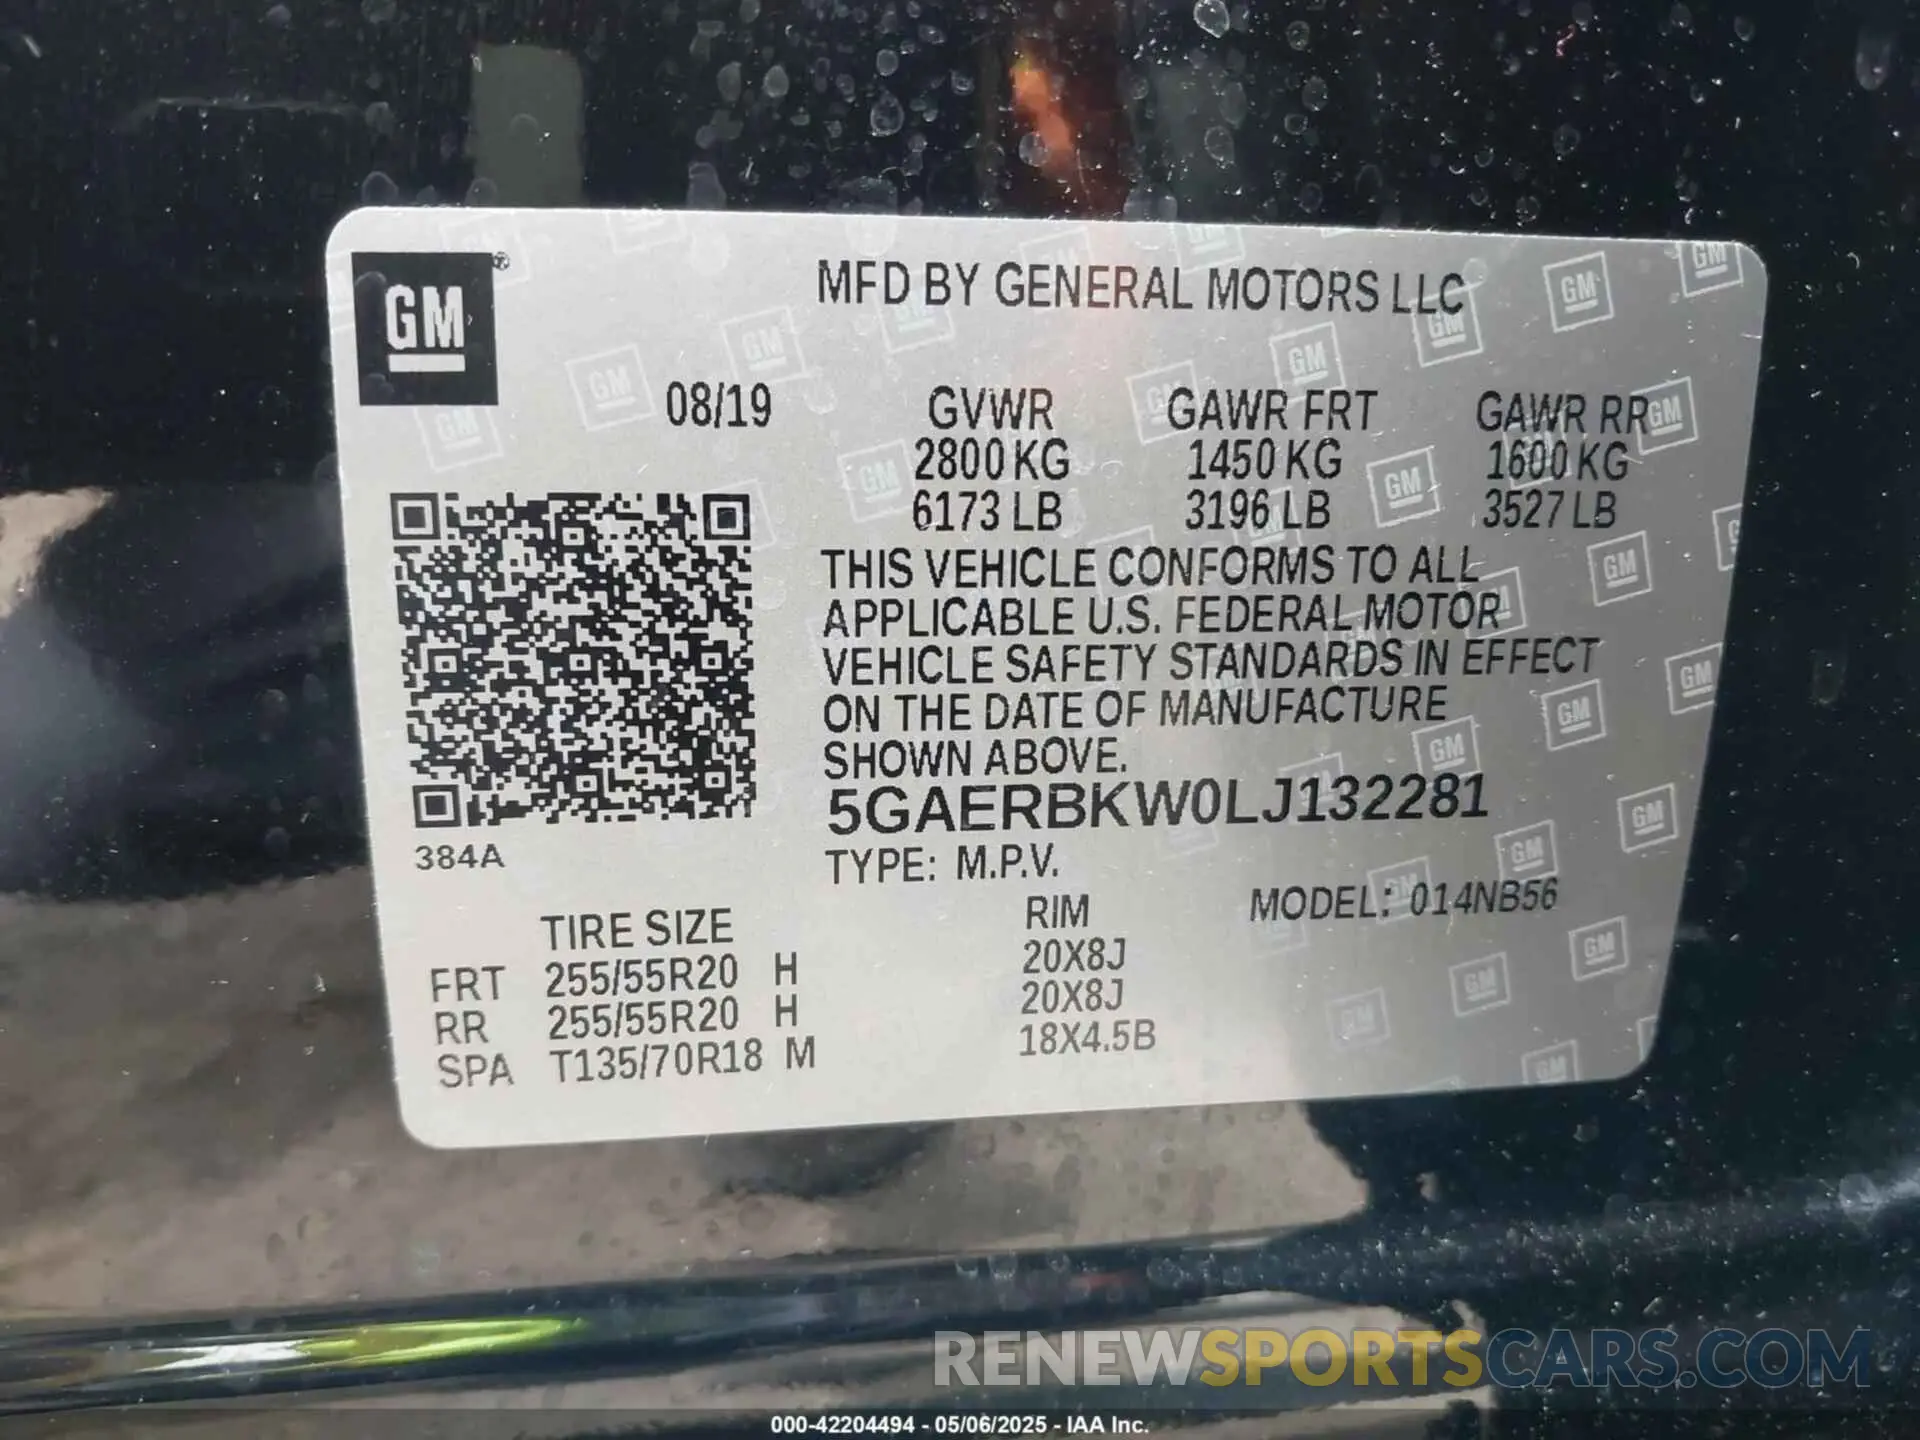 GM®
MFD BY GENERAL MOTORS LLC
08/19 GVWR GAWR FRT GAWR RR
2800 KG 1450 KG 1600 KG
6173 LB 3196 LB 3527 LB
THIS VEHICLE CONFORMS TO ALL
APPLICABLE U.S. FEDERAL MOTOR
VEHICLE SAFETY STANDARDS IN EFFECT
ON THE DATE OF MANUFACTURE
SHOWN ABOVE.
5GAERBKW0LJ132281
384A
TYPE: M.P.V.
MODEL: 014NB56
TIRE SIZE RIM
FRT 255/55R20 H 20X8J
RR 255/55R20 H 20X8J
SPA T135/70R18 M 18X4.5B
RENEWSPORTSCARS.COM
000-42204494 - 05/06/2025 - IAA Inc.